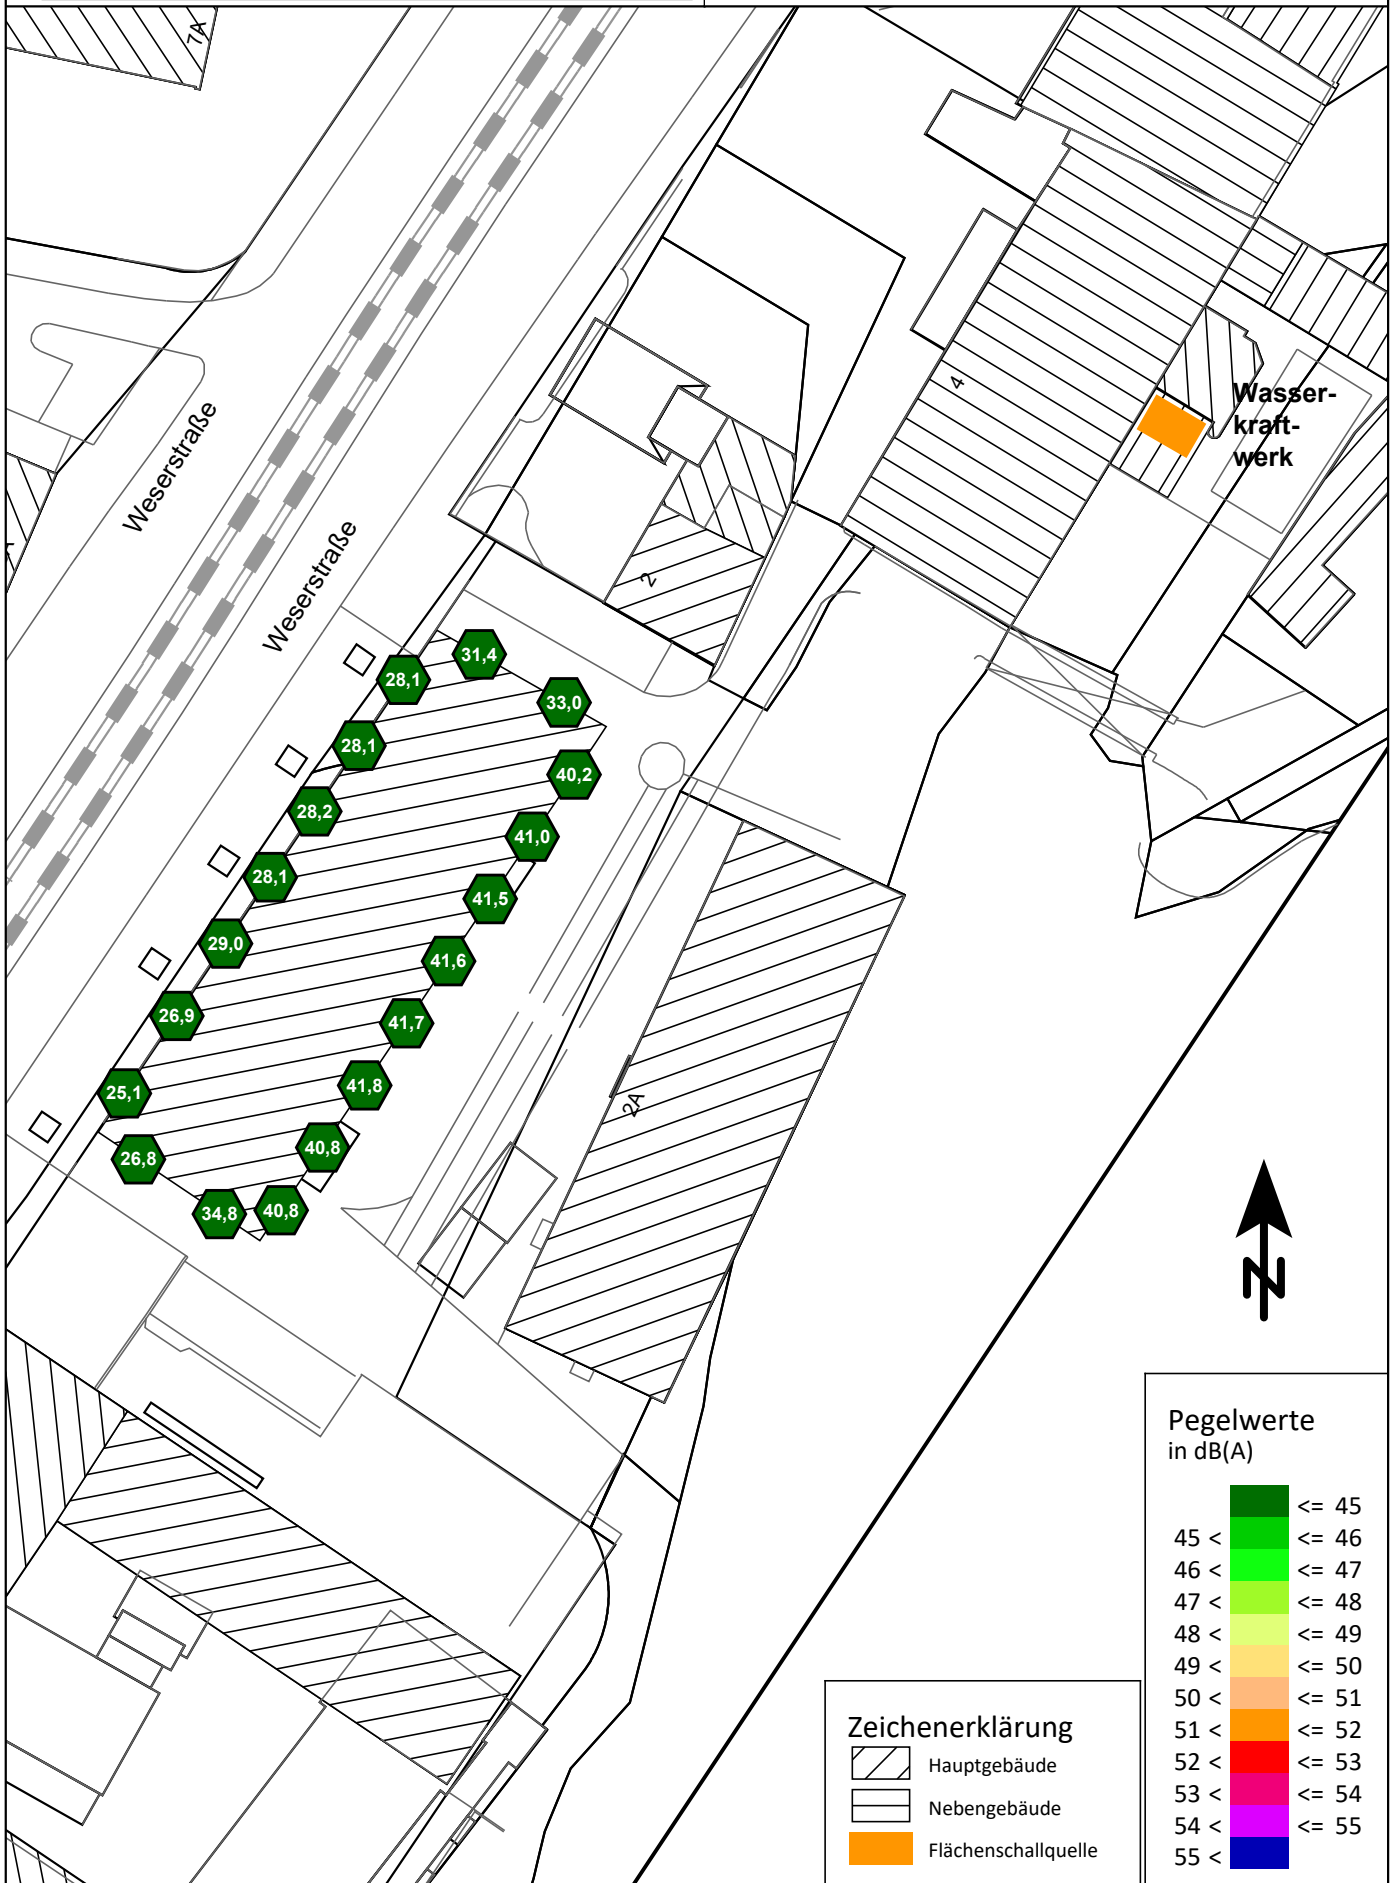 7A
Weserstraße
Weserstraße
4
Wasser-
kraft-
werk
2
31,4
28,1
33,0
28,1
40,2
28,2
41,0
28,1
41,5
29,0
41,6
26,9
41,7
25,1
41,8
2A
40,8
26,8
34,8
40,8
N
Pegelwerte
in dB(A)
<= 45
45 < <= 46
46 < <= 47
47 < <= 48
48 < <= 49
49 < <= 50
50 < <= 51
51 < <= 52
52 < <= 53
53 < <= 54
54 < <= 55
55 <
Zeichenerklärung
Hauptgebäude
Nebengebäude
Flächenschallquelle